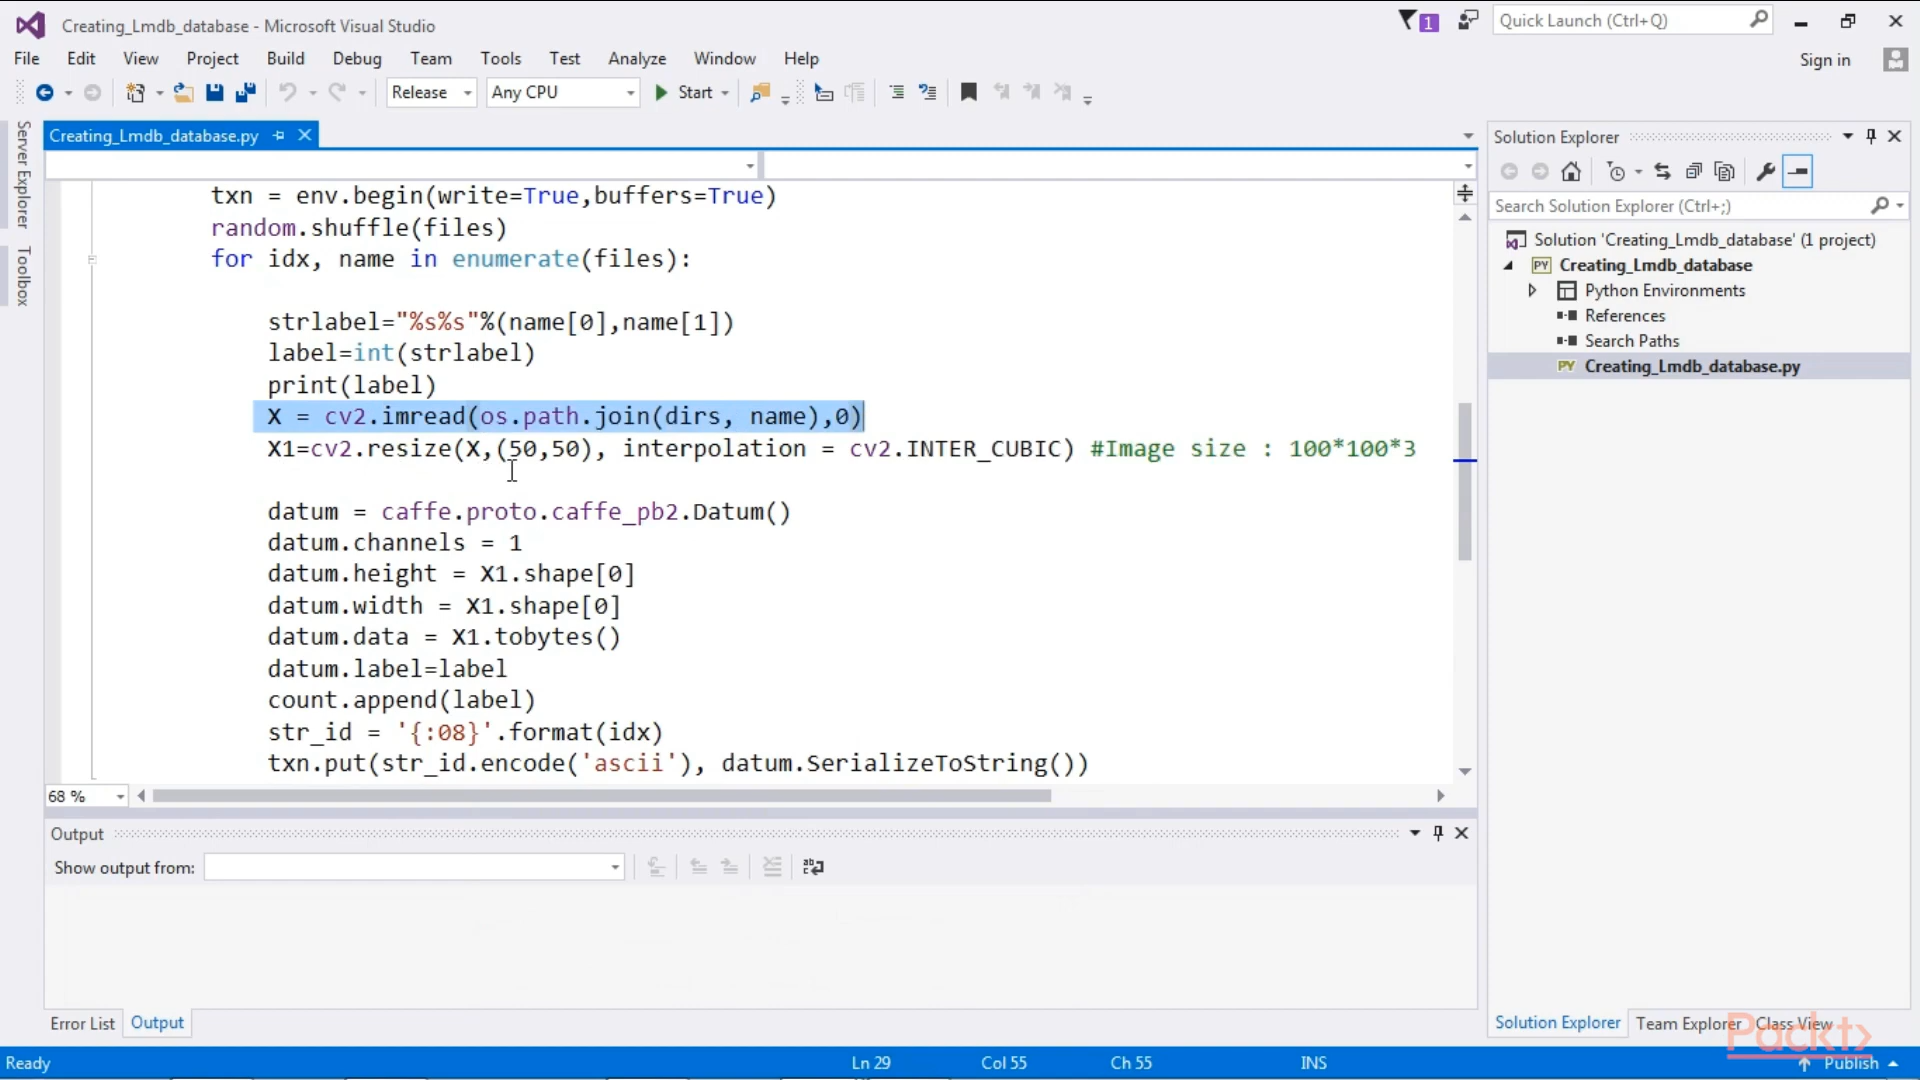 Creating_Lmdb_database - Microsoft Visual Studio
1
Quick Launch (Ctrl+Q)
File Edit View Project Build Debug Team Tools Test Analyze Window Help
Sign in
Release
Any CPU
Start
Server Explorer
Toolbox
Creating_Lmdb_database.py
txn = env.begin(write=True,buffers=True)
random.shuffle(files)
for idx, name in enumerate(files):
strlabel="%s%s"%(name[0],name[1])
label=int(strlabel)
print(label)
X = cv2.imread(os.path.join(dirs, name),0)
X1=cv2.resize(X,(50,50), interpolation = cv2.INTER_CUBIC) #Image size : 100*100*3
datum = caffe.proto.caffe_pb2.Datum()
datum.channels = 1
datum.height = X1.shape[0]
datum.width = X1.shape[0]
datum.data = X1.tobytes()
datum.label=label
count.append(label)
str_id = '{:08}'.format(idx)
txn.put(str_id.encode('ascii'), datum.SerializeToString())
68 %
Output
Show output from:
Error List
Output
Solution Explorer
Search Solution Explorer (Ctrl+;)
Solution 'Creating_Lmdb_database' (1 project)
PY Creating_Lmdb_database
Python Environments
References
Search Paths
PY Creating_Lmdb_database.py
Solution Explorer
Team Explorer
Class View
Packt
Ready
Ln 29
Col 55
Ch 55
INS
Publish